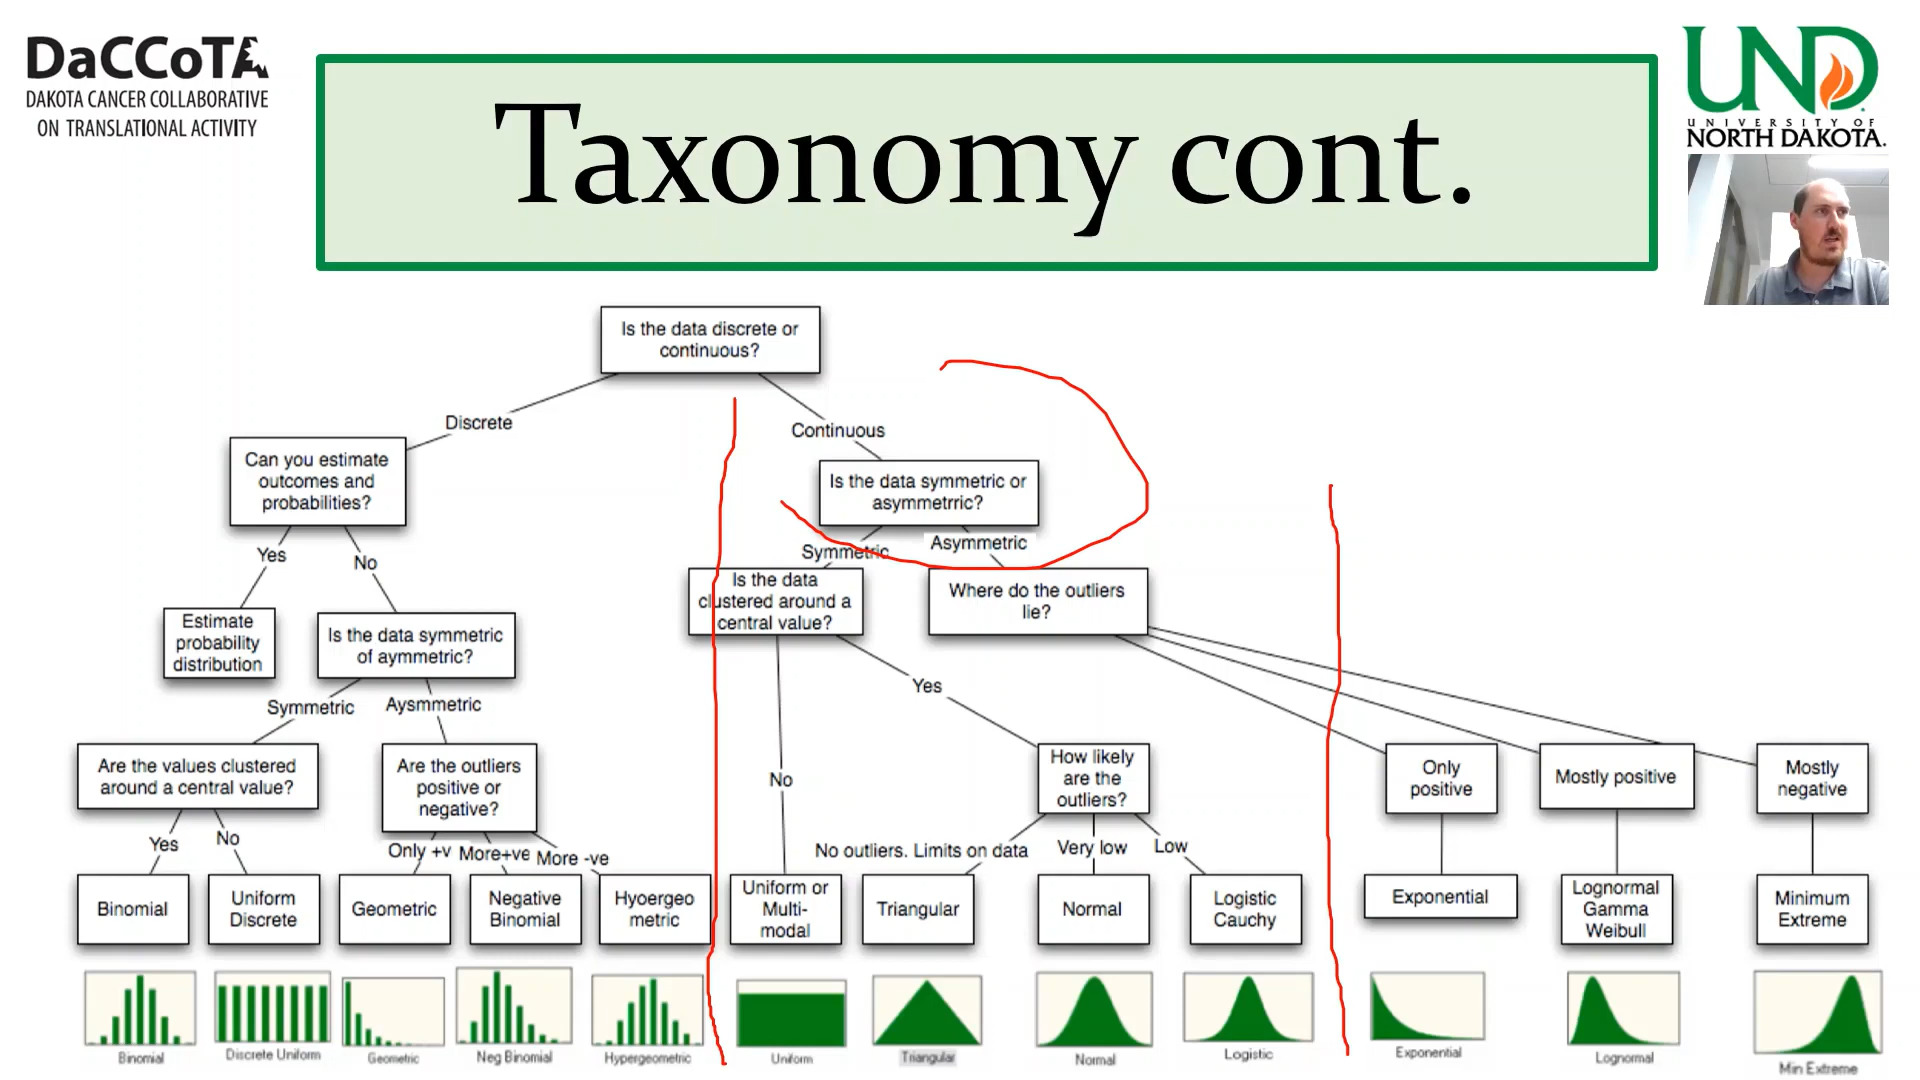 DaCCoTA
DAKOTA CANCER COLLABORATIVE
ON TRANSLATIONAL ACTIVITY
Taxonomy cont.
UND
UNIVERSITY OF
NORTH DAKOTA.
Is the data discrete or
continuous?
Discrete
Continuous
Can you estimate
outcomes and
probabilities?
Is the data symmetric or
asymmetrric?
Yes
No
Symmetric
Asymmetric
Estimate
probability
distribution
Is the data symmetric
of aymmetric?
Is the data
clustered around a
central value?
Where do the outliers
lie?
Symmetric
Aysmmetric
Yes
No
Are the values clustered
around a central value?
Are the outliers
positive or
negative?
How likely
are the
outliers?
Only
positive
Mostly positive
Mostly
negative
Yes
No
Only +v
More+ve
More -ve
No outliers. Limits on data
Very low
Low
Binomial
Uniform
Discrete
Geometric
Negative
Binomial
Hyoergeo
metric
Uniform or
Multi-
modal
Triangular
Normal
Logistic
Cauchy
Exponential
Lognormal
Gamma
Weibull
Minimum
Extreme
Binomial
Discrete Uniform
Geometric
Neg Binomial
Hypergeometric
Uniform
Triangular
Normal
Logistic
Exponential
Lognormal
Min Extreme